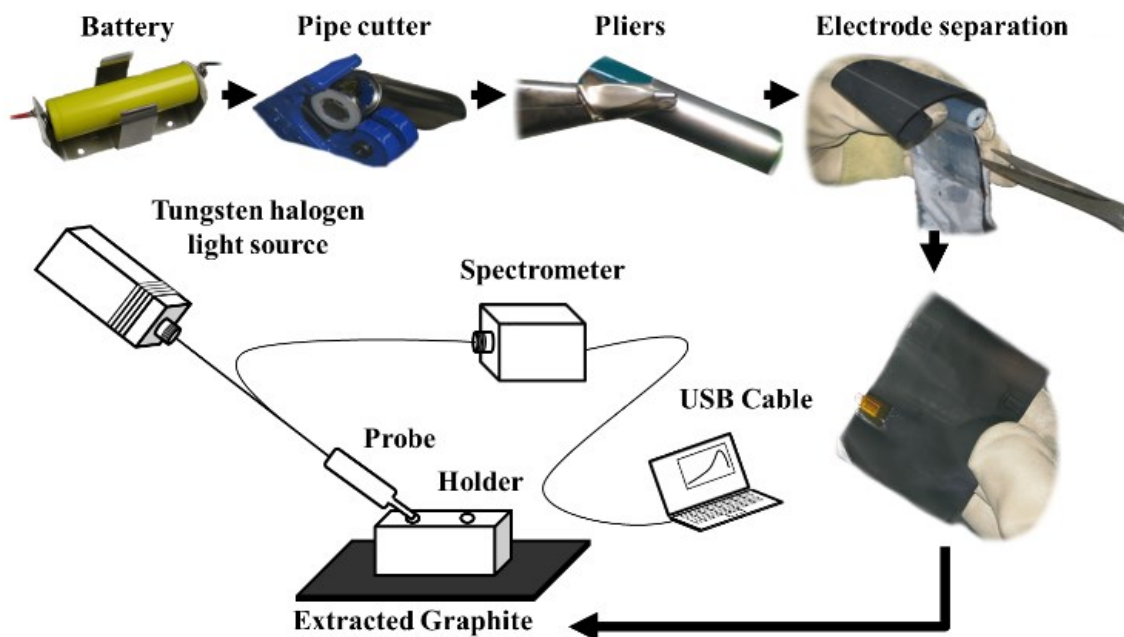 Battery
Pipe cutter
Pliers
Electrode separation
Tungsten halogen
light source
Spectrometer
USB Cable
Probe
Holder
Extracted Graphite